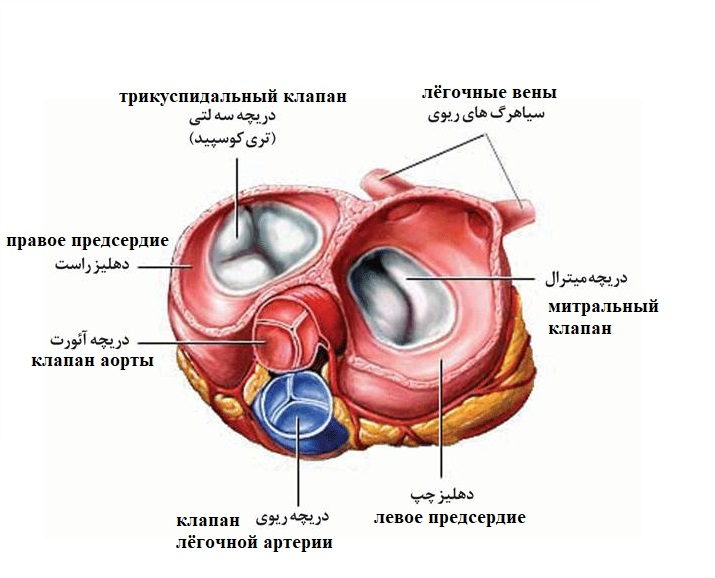 трикуспидальный клапан
دریچه سه لتی
(تری کوسپید)
лёгочные вены
سیاهرگ های ریوی
правое предсердие
دهلیز راست
دریچه میترال
митральный
клапан
دریچه آئورت
клапан аорты
دهلیز چپ
левое предсердие
клапан دریچه ریوی
лёгочной артерии